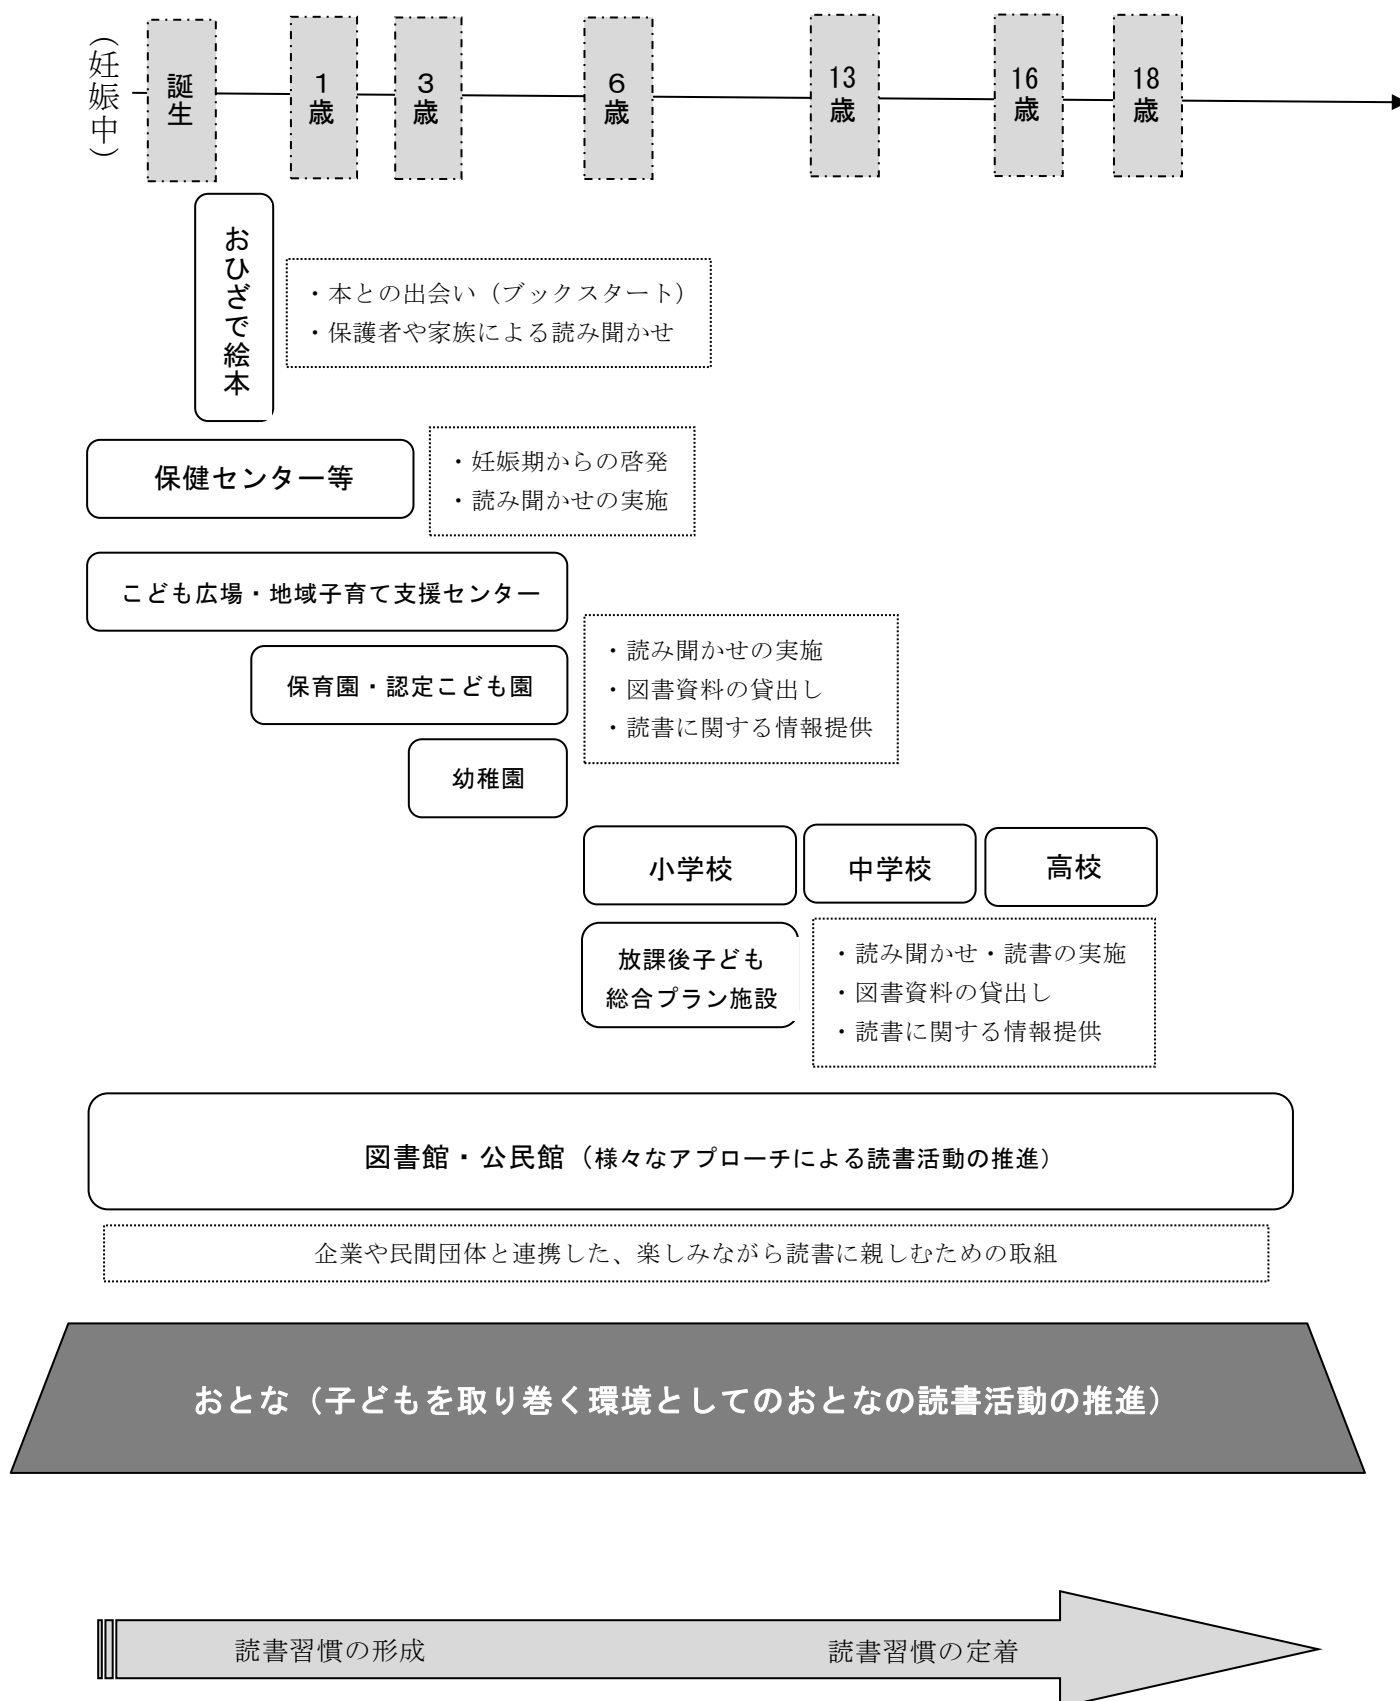 （妊娠中）
誕生
１歳
３歳
６歳
13歳
16歳
18歳
おひざで絵本
・本との出会い（ブックスタート）
・保護者や家族による読み聞かせ
保健センター等
・妊娠期からの啓発
・読み聞かせの実施
こども広場・地域子育て支援センター
保育園・認定こども園
幼稚園
・読み聞かせの実施
・図書資料の貸出し
・読書に関する情報提供
小学校
中学校
高校
放課後子ども
総合プラン施設
・読み聞かせ・読書の実施
・図書資料の貸出し
・読書に関する情報提供
図書館・公民館（様々なアプローチによる読書活動の推進）
企業や民間団体と連携した、楽しみながら読書に親しむための取組
おとな（子どもを取り巻く環境としてのおとなの読書活動の推進）
読書習慣の形成
読書習慣の定着